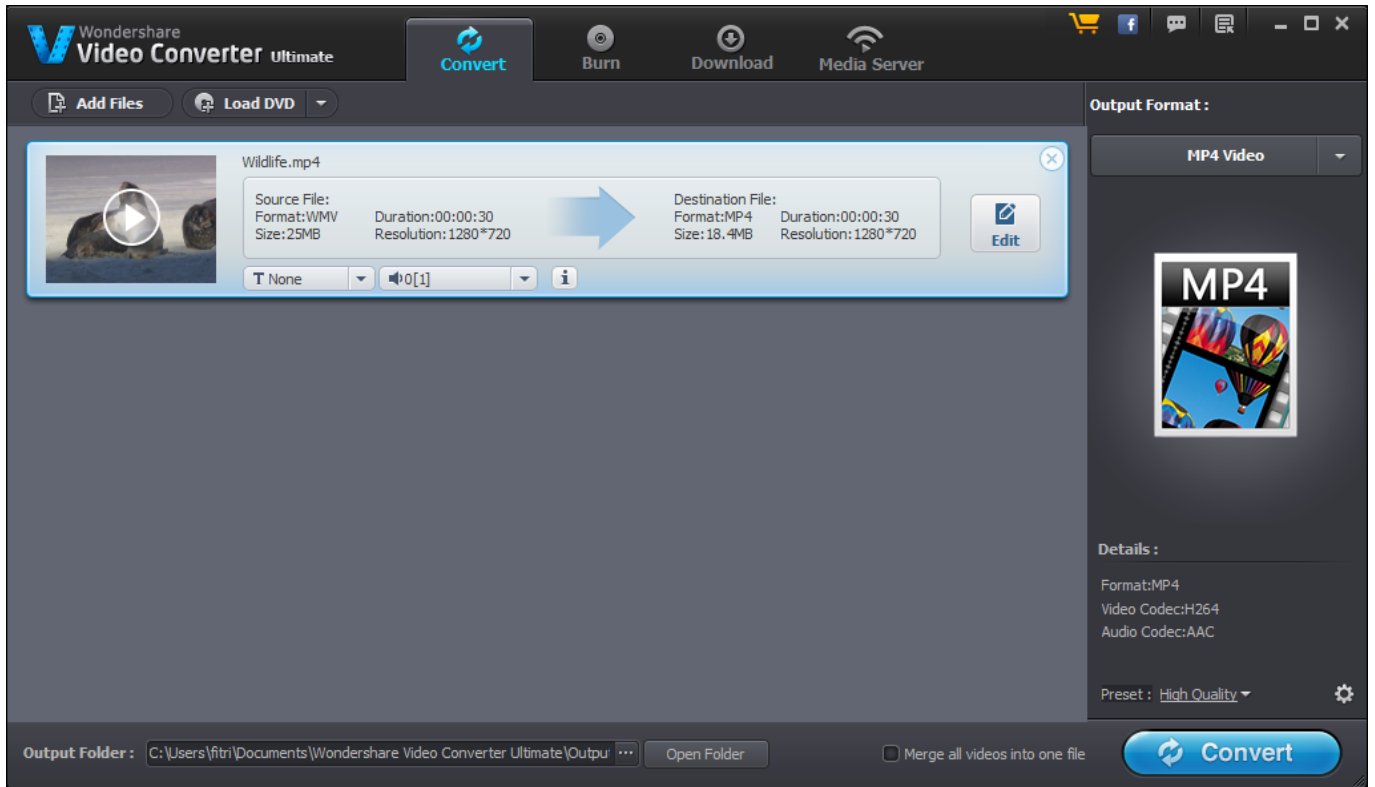 Wondershare
Video Converter Ultimate
Convert
Burn
Download
Media Server
Add Files
Load DVD
Output Format :
MP4 Video
Wildlife.mp4
Source File:
Format:WMV Duration:00:00:30
Size:25MB Resolution:1280*720
Destination File:
Format:MP4 Duration:00:00:30
Size:18.4MB Resolution:1280*720
Edit
T None
0[1]
i
MP4
Details :
Format:MP4
Video Codec:H264
Audio Codec:AAC
Preset : High Quality
Output Folder : C:\Users\fitri\Documents\Wondershare Video Converter Ultimate\Outpu ...
Open Folder
Merge all videos into one file
Convert